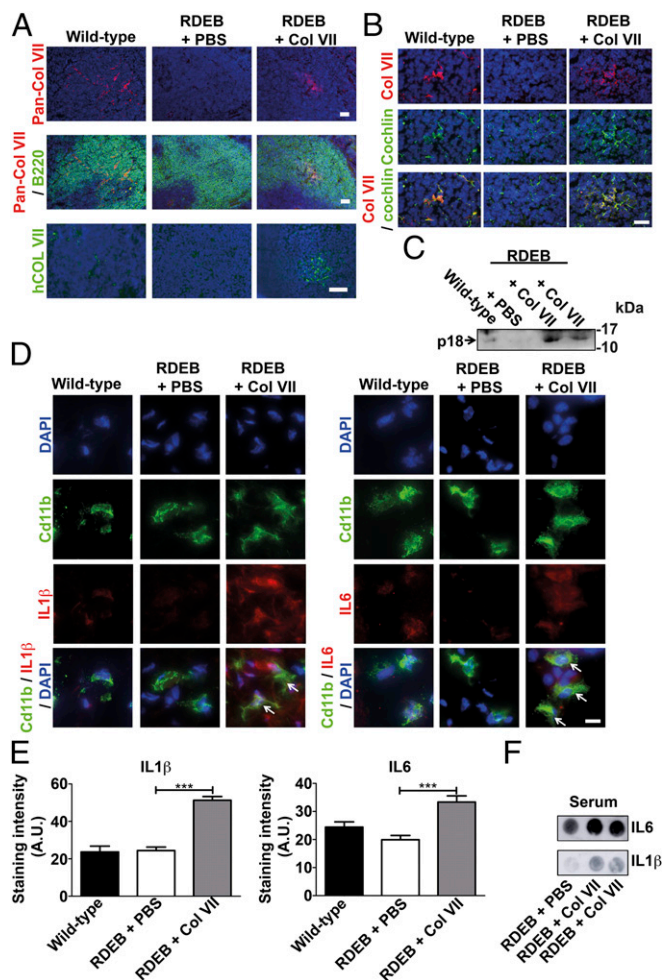 A
Wild-type
RDEB
+ PBS
RDEB
+ Col VII
Pan-Col VII
Pan-Col VII
/ B220
hCOL VII
B
Wild-type
RDEB
+ PBS
RDEB
+ Col VII
Col VII
Cochlin
Col VII
/ cochlin
C
RDEB
Wild-type
+ PBS
+ Col VII
+ Col VII
kDa
p18
-17
-10
D
Wild-type
RDEB
+ PBS
RDEB
+ Col VII
DAPI
Cd11b
IL1β
Cd11b / IL1β
/DAPI
Wild-type
RDEB
+ PBS
RDEB
+ Col VII
DAPI
Cd11b
IL6
Cd11b / IL6
/ DAPI
E
IL1β
Staining intensity
(A.U.)
60
40
20
0
***
Wild-type
RDEB + PBS
RDEB + Col VII
IL6
Staining intensity
(A.U.)
40
30
20
10
0
***
Wild-type
RDEB + PBS
RDEB + Col VII
F
Serum
IL6
IL1β
RDEB + PBS
RDEB + Col VII
RDEB + Col VII